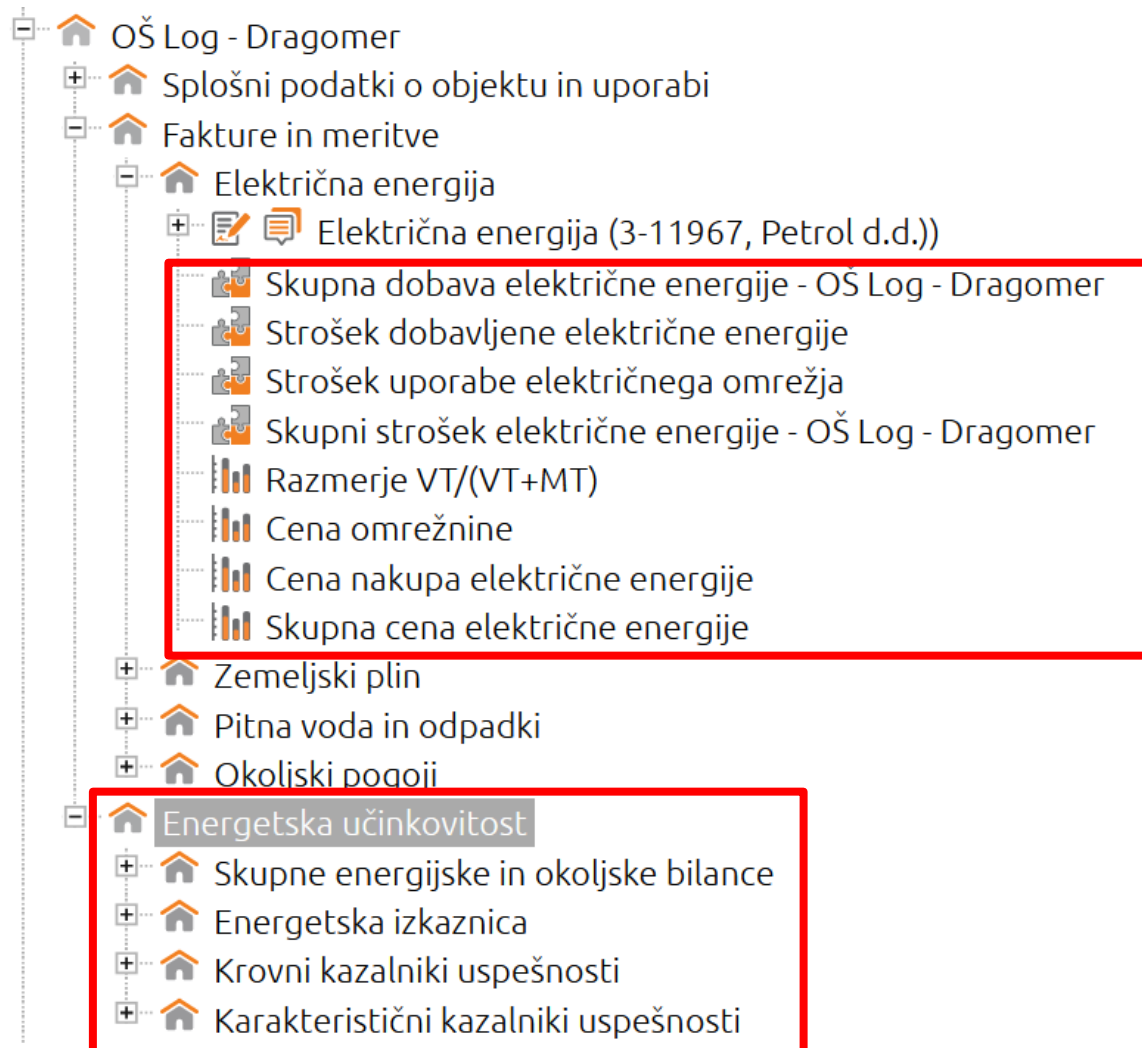 OŠ Log - Dragomer
Splošni podatki o objektu in uporabi
Fakture in meritve
Električna energija
Električna energija (3-11967, Petrol d.d.))
Skupna dobava električne energije - OŠ Log - Dragomer
Strošek dobavljene električne energije
Strošek uporabe električnega omrežja
Skupni strošek električne energije - OŠ Log - Dragomer
Razmerje VT/(VT+MT)
Cena omrežnine
Cena nakupa električne energije
Skupna cena električne energije
Zemeljski plin
Pitna voda in odpadki
Okoljski pogoji
Energetska učinkovitost
Skupne energijske in okoljske bilance
Energetska izkaznica
Krovni kazalniki uspešnosti
Karakteristični kazalniki uspešnosti